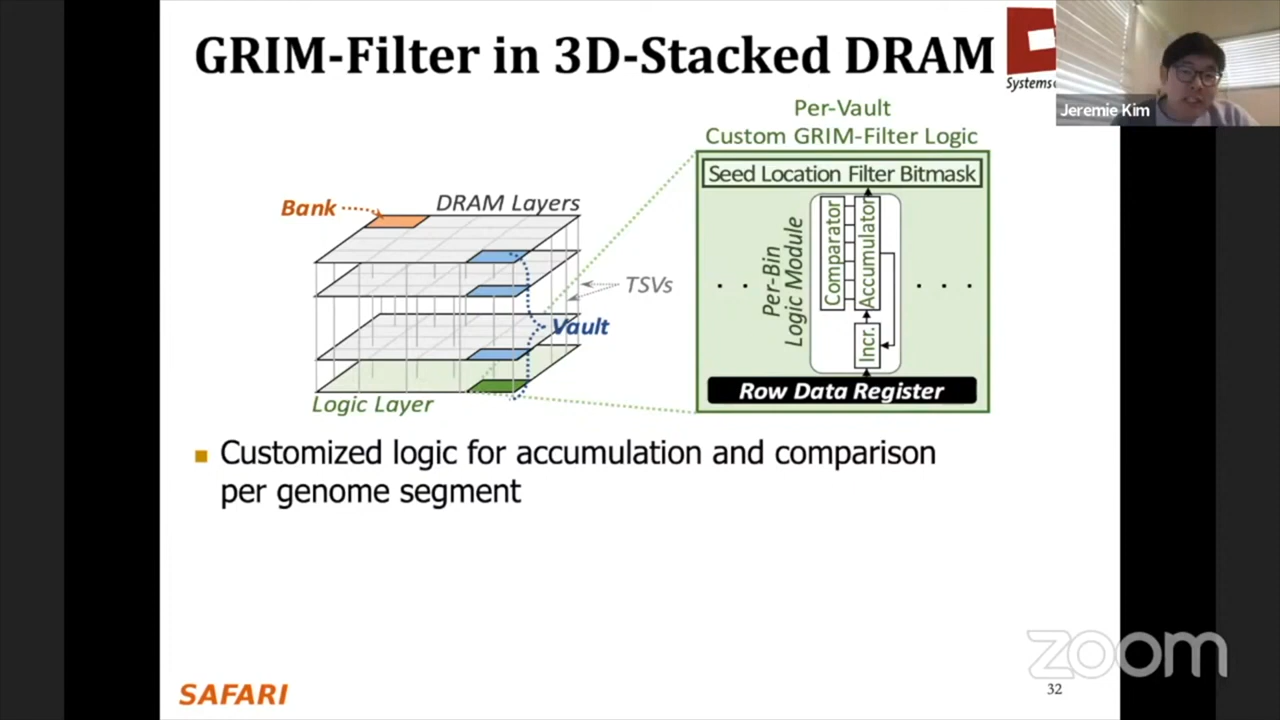 GRIM-Filter in 3D-Stacked DRAM
Systems
Jeremie Kim
Per-Vault
Custom GRIM-Filter Logic
Seed Location Filter Bitmask
Bank
DRAM Layers
TSVs
Vault
Logic Layer
Per-Bin
Logic Module
Comparator
Accumulator
Incr.
Row Data Register
Customized logic for accumulation and comparison
per genome segment
SAFARI
32
zoom